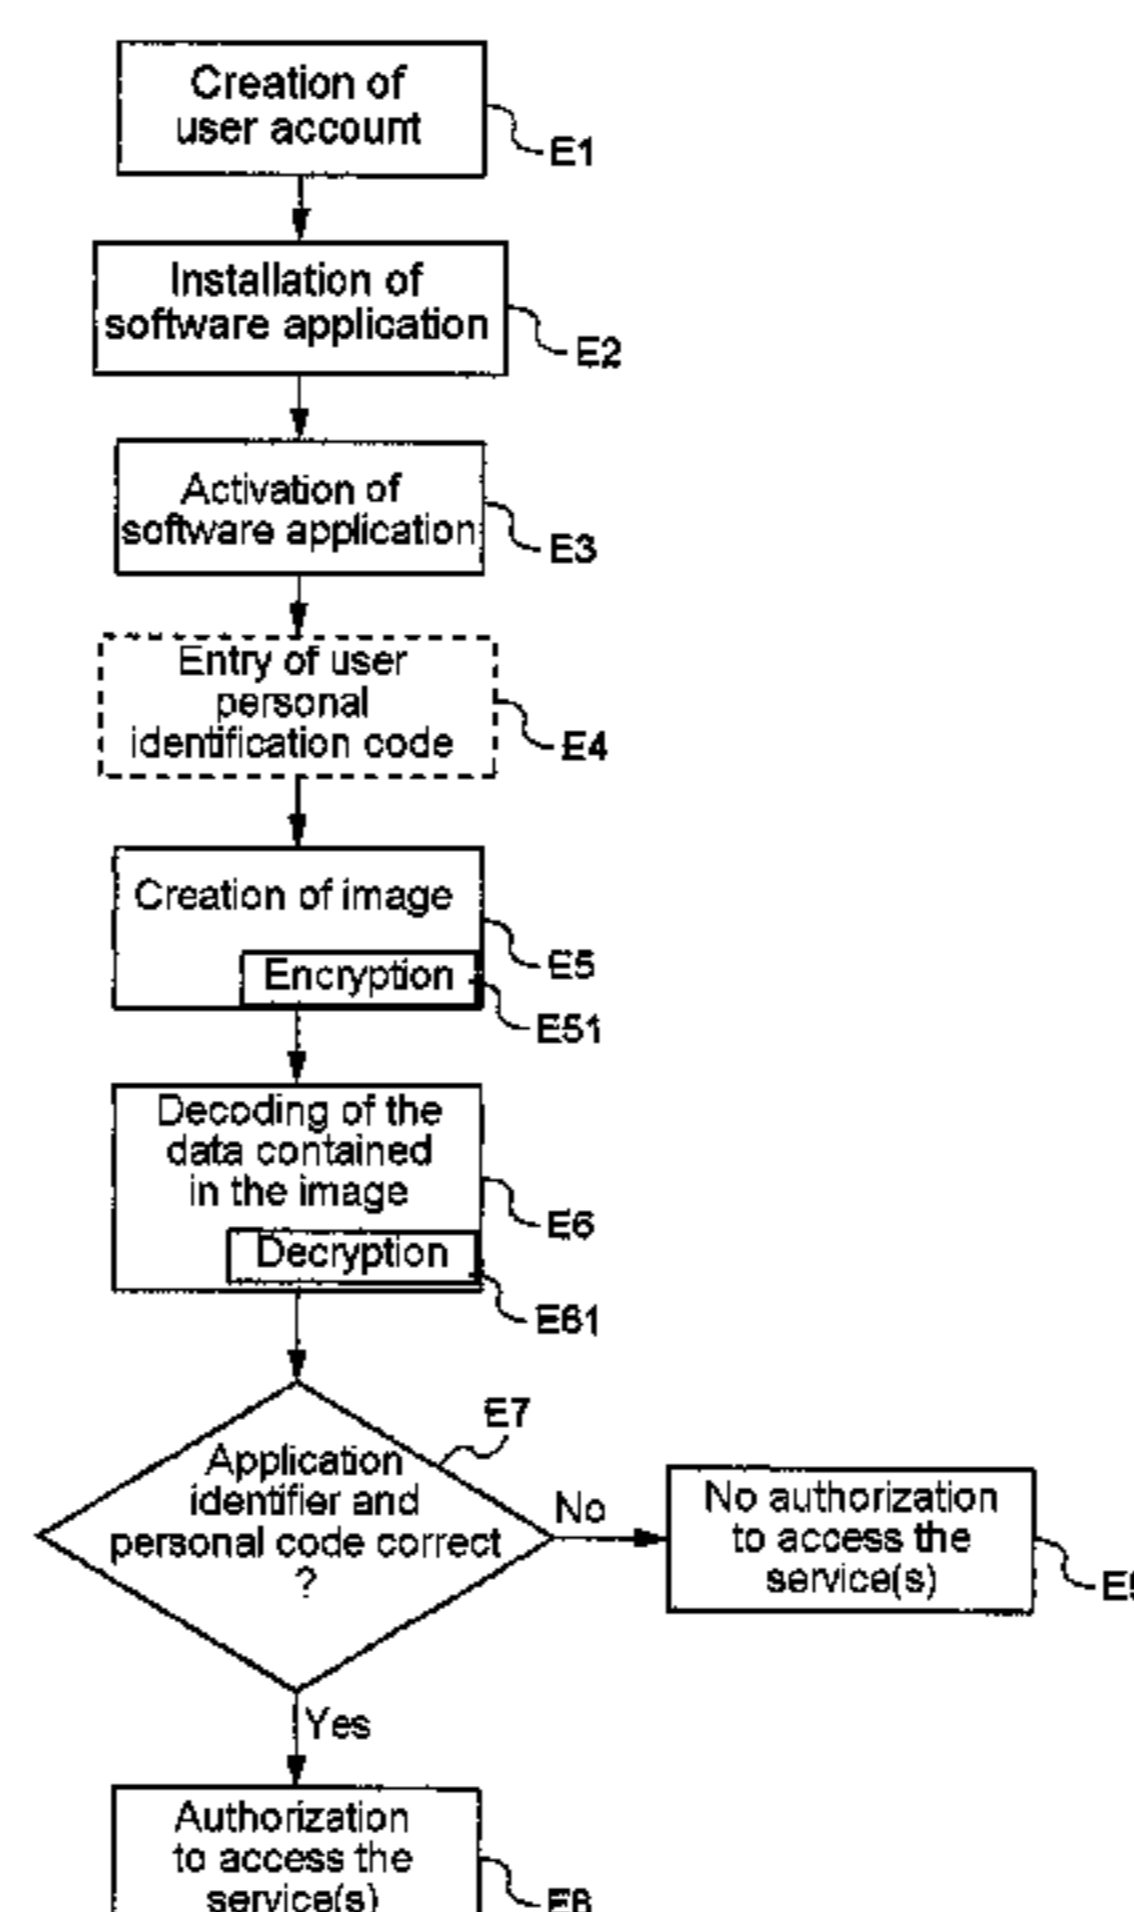 Creation of
user account
E1
Installation of
software application
E2
Activation of
software application
E3
Entry of user
personal
identification code
E4
Creation of image
E5
Encryption
E51
Decoding of the
data contained
in the image
E6
Decryption
E61
E7
Application
identifier and
personal code correct
?
No
No authorization
to access the
service(s)
Yes
Authorization
to access the
service(s)